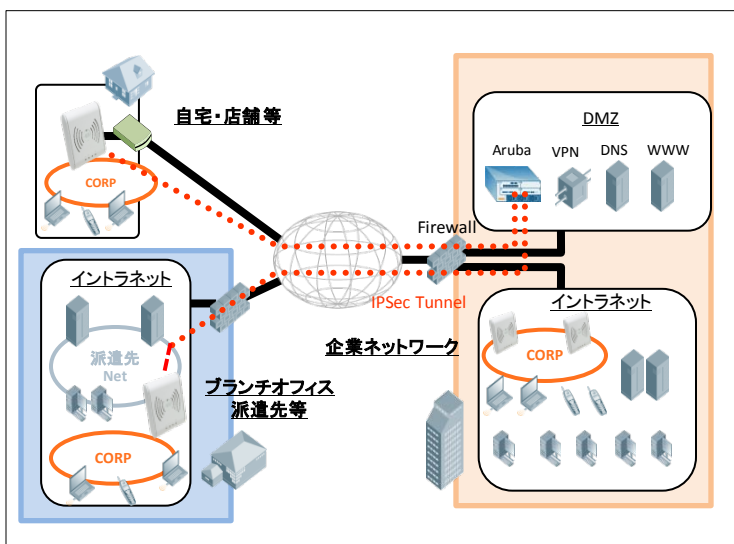 自宅・店舗等
CORP
DMZ
Aruba
VPN
DNS
WWW
Firewall
IPSec Tunnel
イントラネット
派遣先
Net
CORP
ブランチオフィス
派遣先等
企業ネットワーク
イントラネット
CORP